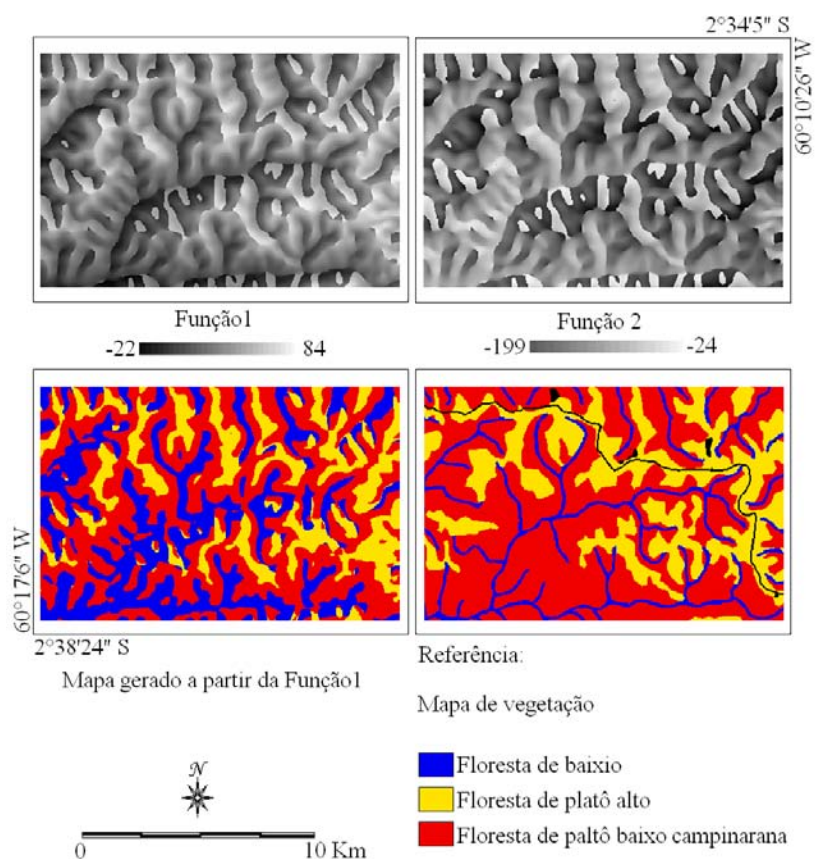 2°34'5" S
60°10'26" W
Função1
-22 84
Função 2
-199 -24
60°17'6" W
2°38'24" S
Mapa gerado a partir da Função1
Referência:
Mapa de vegetação
N
Floresta de baixio
Floresta de platô alto
Floresta de paltô baixo campinarana
0 10 Km